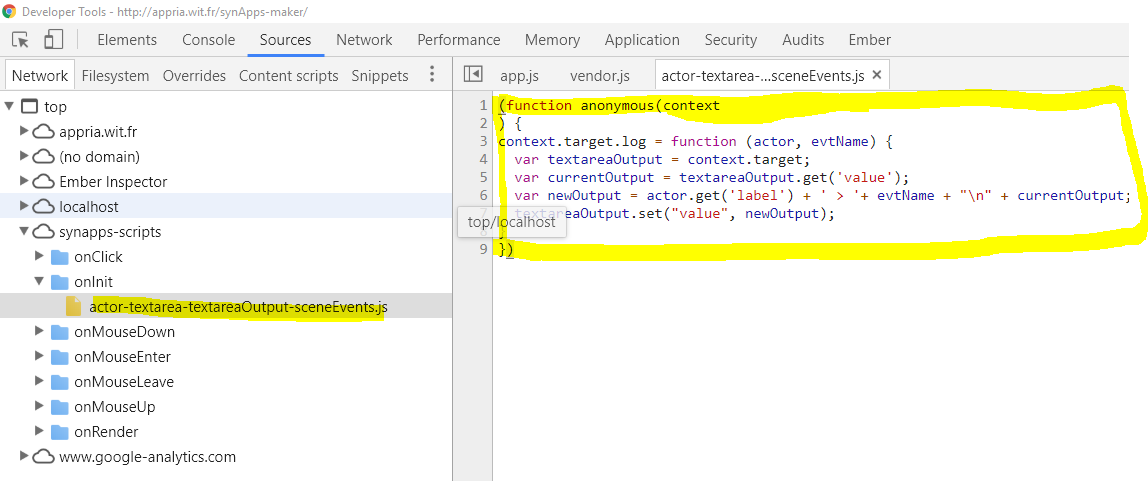 Developer Tools - http://appria.wit.fr/synApps-maker/
Elements Console Sources Network Performance Memory Application Security Audits Ember
Network Filesystem Overrides Content scripts Snippets
top
appria.wit.fr
(no domain)
Ember Inspector
localhost
synapps-scripts
onClick
onInit
actor-textarea-textareaOutput-sceneEvents.js
onMouseDown
onMouseEnter
onMouseLeave
onMouseUp
onRender
www.google-analytics.com
app.js vendor.js actor-textarea-...sceneEvents.js ×
1 (function anonymous(context
2 ) {
3 context.target.log = function (actor, evtName) {
4 var textareaOutput = context.target;
5 var currentOutput = textareaOutput.get('value');
6 var newOutput = actor.get('label') + ' > '+ evtName + "\n" + currentOutput;
7 textareaOutput.set("value", newOutput);
top/localhost
9 })